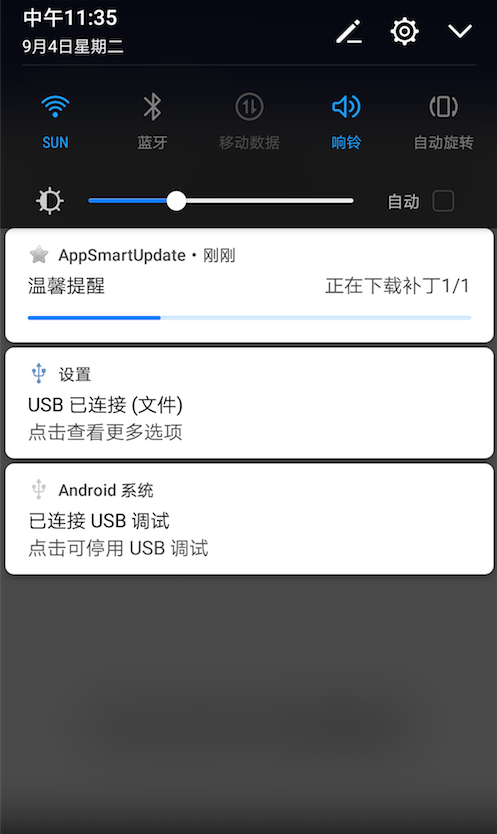 中午11:35
9月4日星期二
SUN
蓝牙
移动数据
响铃
自动旋转
自动
AppSmartUpdate • 刚刚
温馨提醒 正在下载补丁1/1
设置
USB 已连接 (文件)
点击查看更多选项
Android 系统
已连接 USB 调试
点击可停用 USB 调试